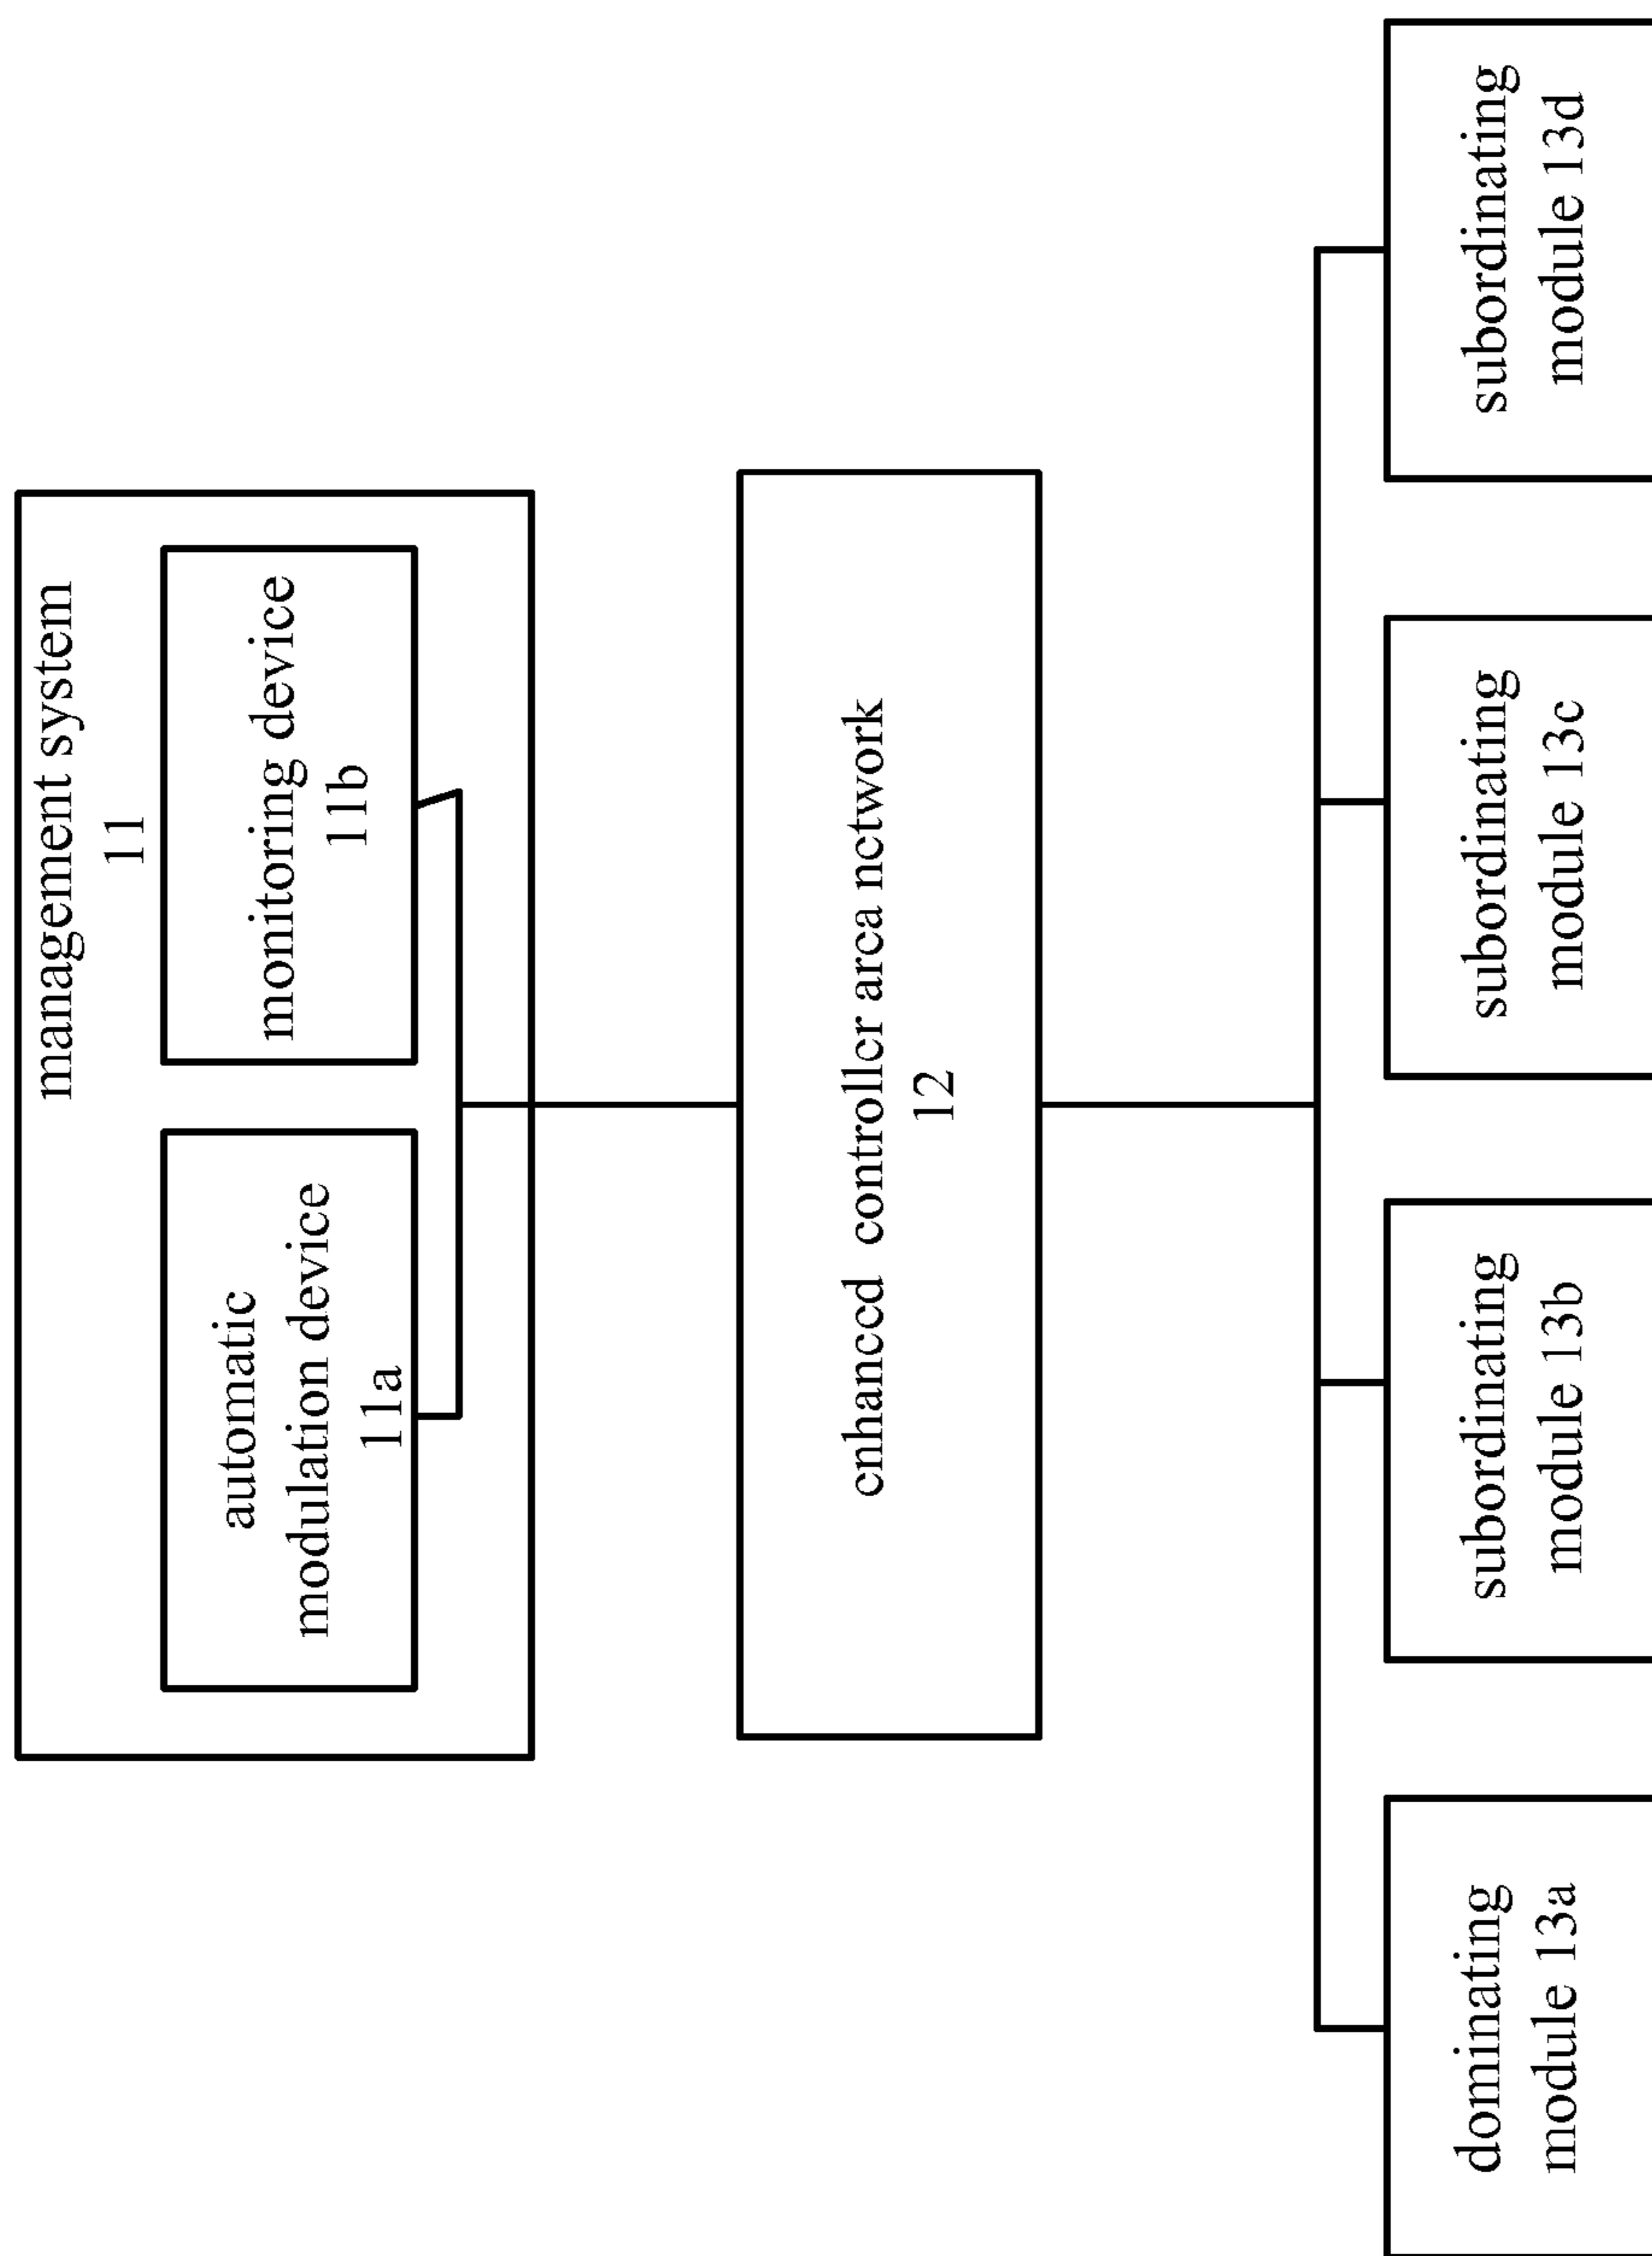 management system
11
automatic
modulation device
11a
monitoring device
11b
enhanced controller area network
12
dominating
module 13a
subordinating
module 13b
subordinating
module 13c
subordinating
module 13d